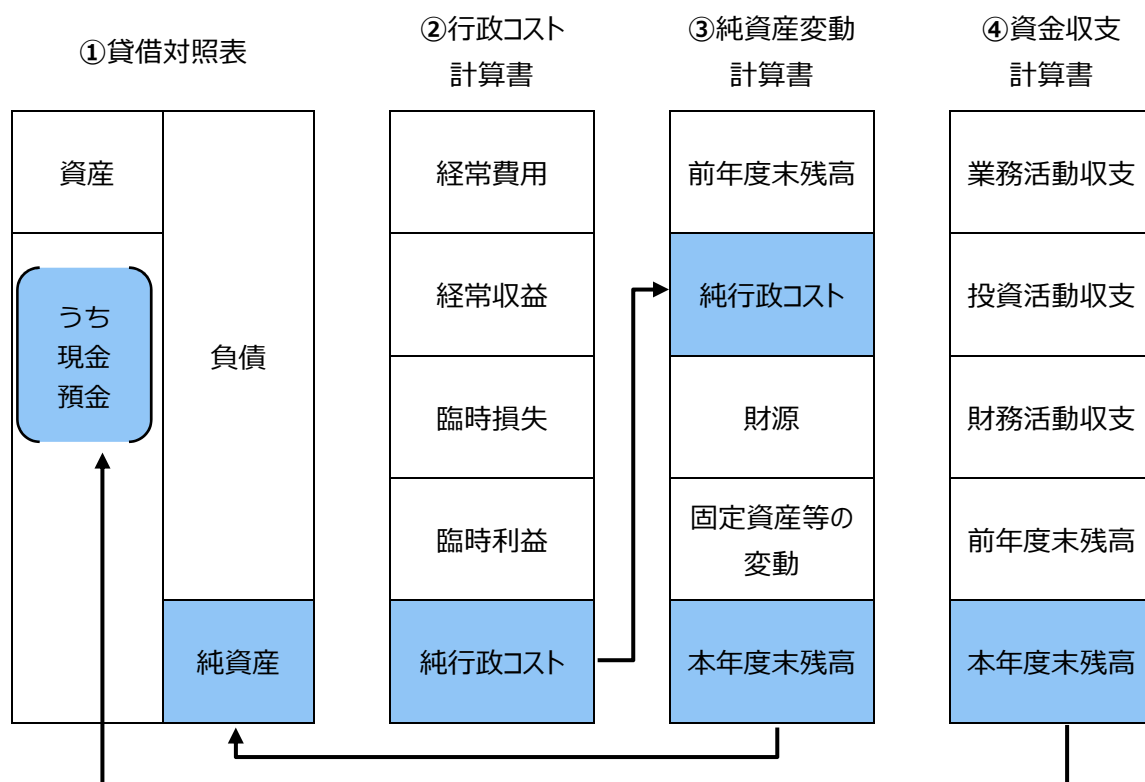 ①貸借対照表
②行政コスト
計算書
③純資産変動
計算書
④資金収支
計算書
資産
うち
現金
預金
負債
純資産
経常費用
経常収益
臨時損失
臨時利益
純行政コスト
前年度末残高
純行政コスト
財源
固定資産等の
変動
本年度末残高
業務活動収支
投資活動収支
財務活動収支
前年度末残高
本年度末残高